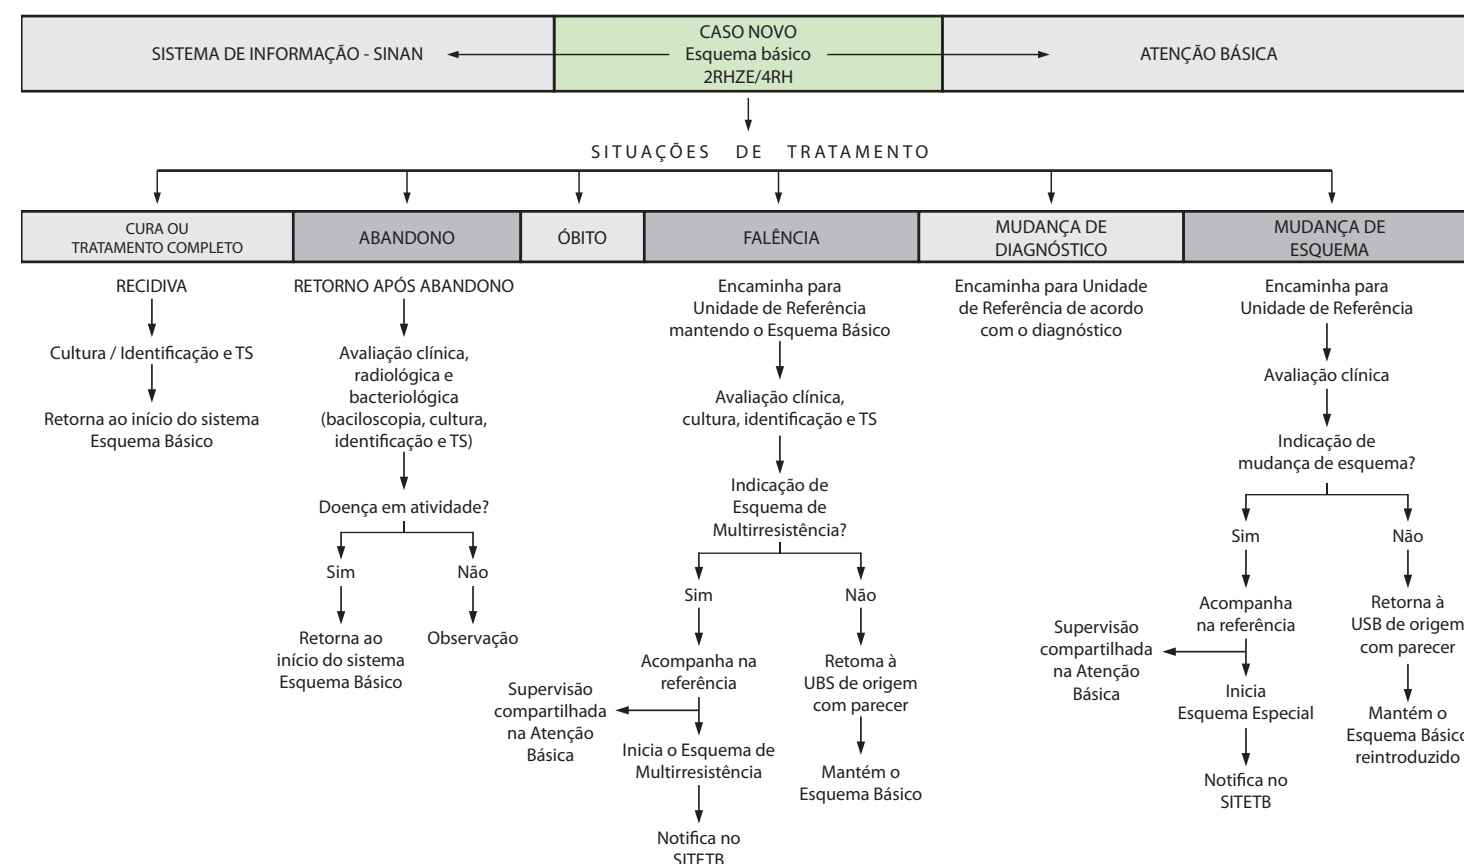 SISTEMA DE INFORMAÇÃO - SINAN
CASO NOVO
Esquema básico
2RHZE/4RH
ATENÇÃO BÁSICA
SITUAÇÕES DE TRATAMENTO
CURA OU
TRATAMENTO COMPLETO
ABANDONO
ÓBITO
FALÊNCIA
MUDANÇA DE
DIAGNÓSTICO
MUDANÇA DE
ESQUEMA
RECIDIVA
Cultura / Identificação e TS
Retorna ao início do sistema
Esquema Básico
RETORNO APÓS ABANDONO
Avaliação clínica,
radiológica e
bacteriológica
(baciloscopia, cultura,
identificação e TS)
Doença em atividade?
Sim
Retorna ao
início do sistema
Esquema Básico
Não
Observação
Encaminha para
Unidade de Referência
mantendo o Esquema Básico
Avaliação clínica,
cultura, identificação e TS
Indicação de
Esquema de
Multirresistência?
Sim
Acompanha na
referência
Supervisão
compartilhada
na Atenção
Básica
Inicia o Esquema de
Multirresistência
Notifica no
SITETB
Não
Retoma à
UBS de origem
com parecer
Mantém o
Esquema Básico
Encaminha para Unidade
de Referência de acordo
com o diagnóstico
Encaminha para
Unidade de Referência
Avaliação clínica
Indicação de
mudança de esquema?
Sim
Acompanha
na referência
Supervisão
compartilhada
na Atenção
Básica
Inicia
Esquema Especial
Notifica no
SITETB
Não
Retorna à
USB de origem
com parecer
Mantém o
Esquema Básico
reintroduzido